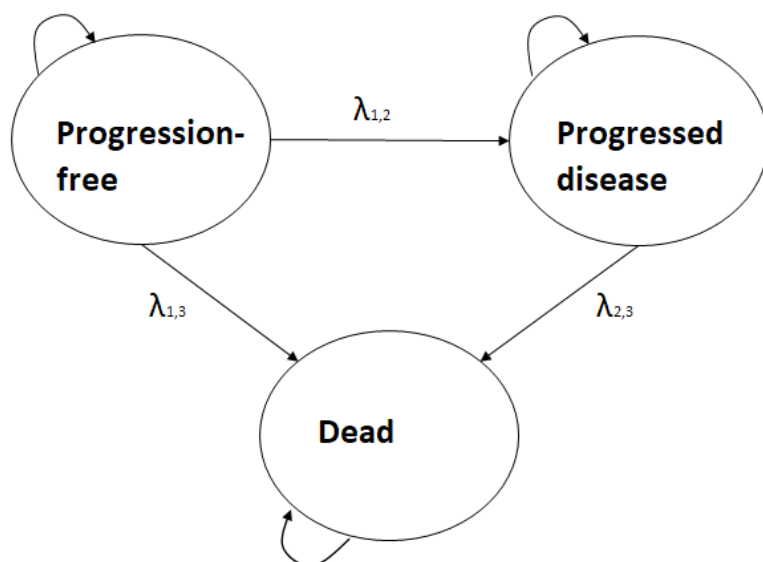 Progression-
free
λ1,2
Progressed
disease
λ1,3
λ2,3
Dead